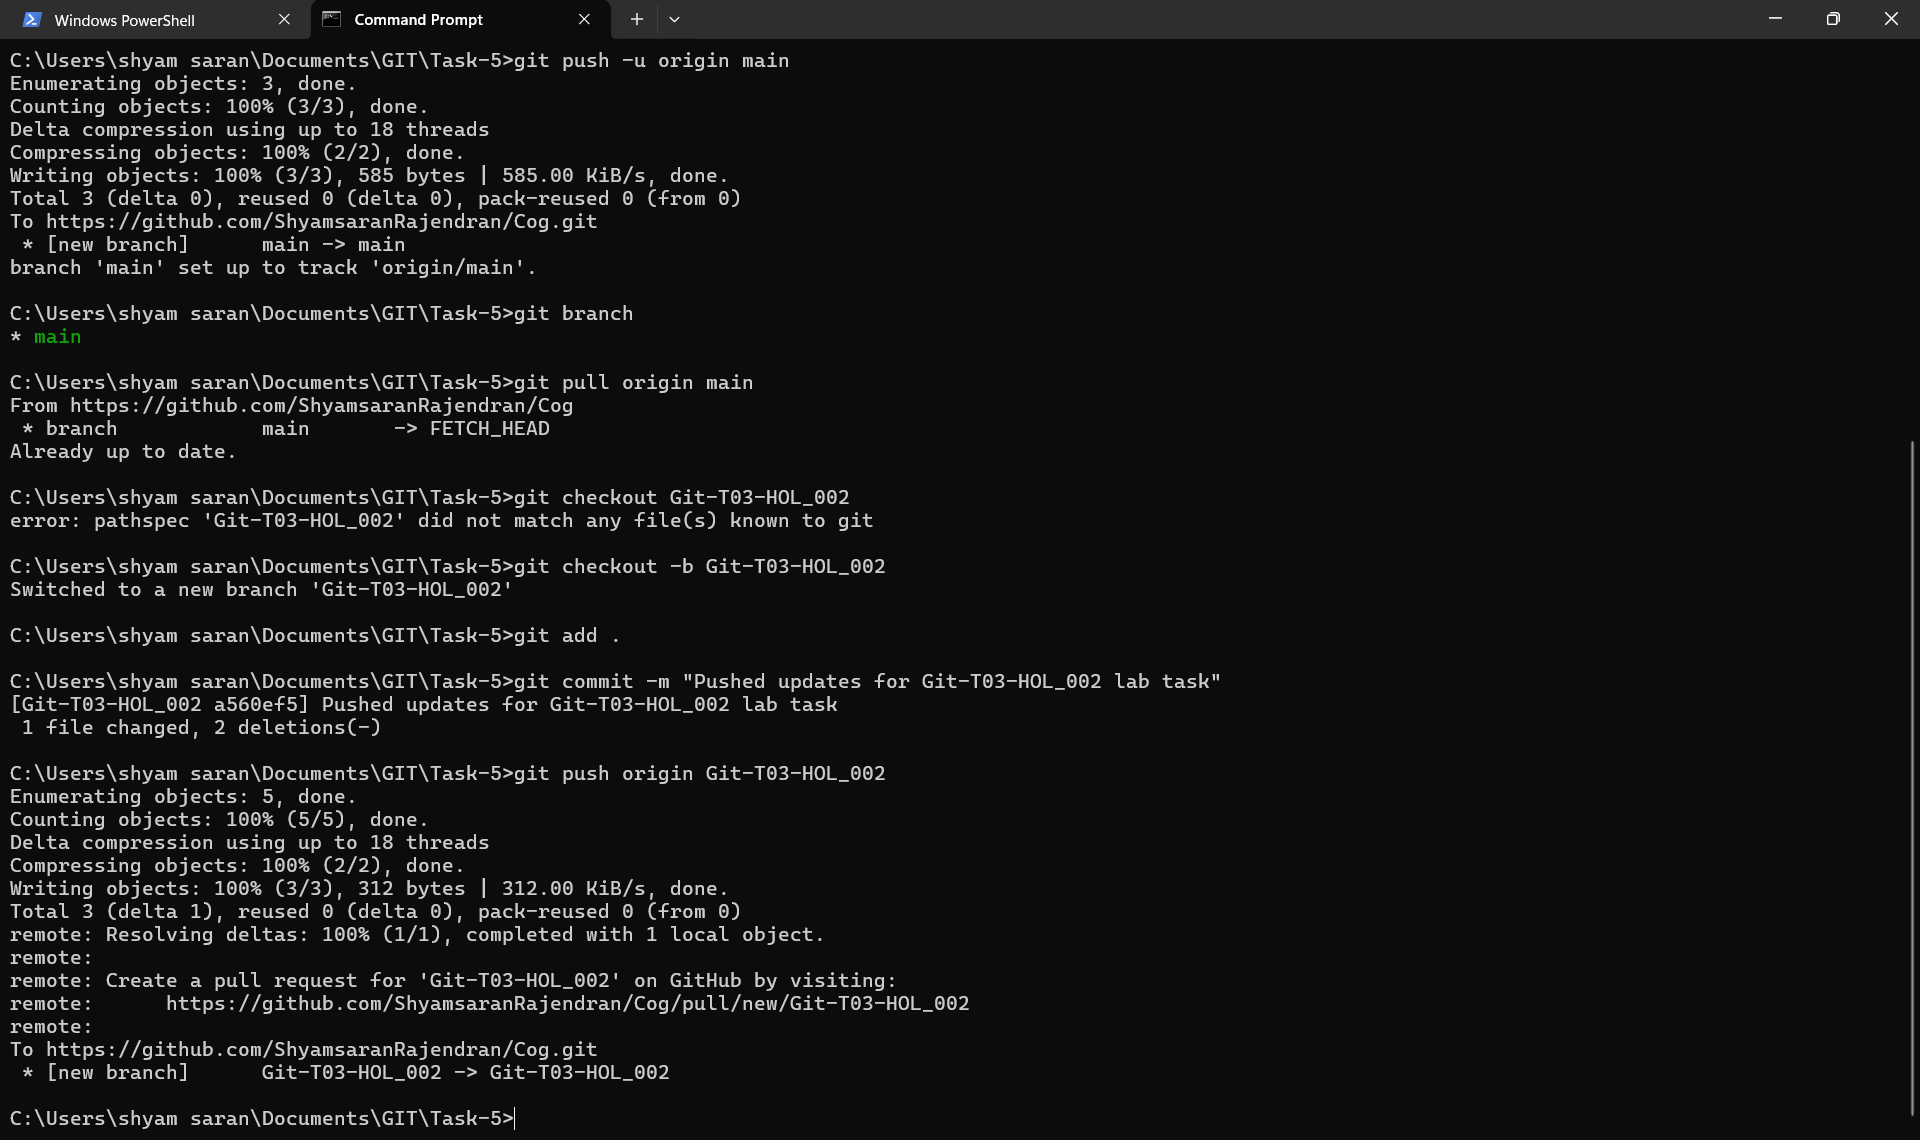 Windows PowerShell
Command Prompt
C:\Users\shyam saran\Documents\GIT\Task-5>git push -u origin main
Enumerating objects: 3, done.
Counting objects: 100% (3/3), done.
Delta compression using up to 18 threads
Compressing objects: 100% (2/2), done.
Writing objects: 100% (3/3), 585 bytes | 585.00 KiB/s, done.
Total 3 (delta 0), reused 0 (delta 0), pack-reused 0 (from 0)
To https://github.com/ShyamsaranRajendran/Cog.git
 * [new branch]      main -> main
branch 'main' set up to track 'origin/main'.
C:\Users\shyam saran\Documents\GIT\Task-5>git branch
* main
C:\Users\shyam saran\Documents\GIT\Task-5>git pull origin main
From https://github.com/ShyamsaranRajendran/Cog
 * branch            main       -> FETCH_HEAD
Already up to date.
C:\Users\shyam saran\Documents\GIT\Task-5>git checkout Git-T03-HOL_002
error: pathspec 'Git-T03-HOL_002' did not match any file(s) known to git
C:\Users\shyam saran\Documents\GIT\Task-5>git checkout -b Git-T03-HOL_002
Switched to a new branch 'Git-T03-HOL_002'
C:\Users\shyam saran\Documents\GIT\Task-5>git add .
C:\Users\shyam saran\Documents\GIT\Task-5>git commit -m "Pushed updates for Git-T03-HOL_002 lab task"
[Git-T03-HOL_002 a560ef5] Pushed updates for Git-T03-HOL_002 lab task
 1 file changed, 2 deletions(-)
C:\Users\shyam saran\Documents\GIT\Task-5>git push origin Git-T03-HOL_002
Enumerating objects: 5, done.
Counting objects: 100% (5/5), done.
Delta compression using up to 18 threads
Compressing objects: 100% (2/2), done.
Writing objects: 100% (3/3), 312 bytes | 312.00 KiB/s, done.
Total 3 (delta 1), reused 0 (delta 0), pack-reused 0 (from 0)
remote: Resolving deltas: 100% (1/1), completed with 1 local object.
remote:
remote: Create a pull request for 'Git-T03-HOL_002' on GitHub by visiting:
remote:      https://github.com/ShyamsaranRajendran/Cog/pull/new/Git-T03-HOL_002
remote:
To https://github.com/ShyamsaranRajendran/Cog.git
 * [new branch]      Git-T03-HOL_002 -> Git-T03-HOL_002
C:\Users\shyam saran\Documents\GIT\Task-5>